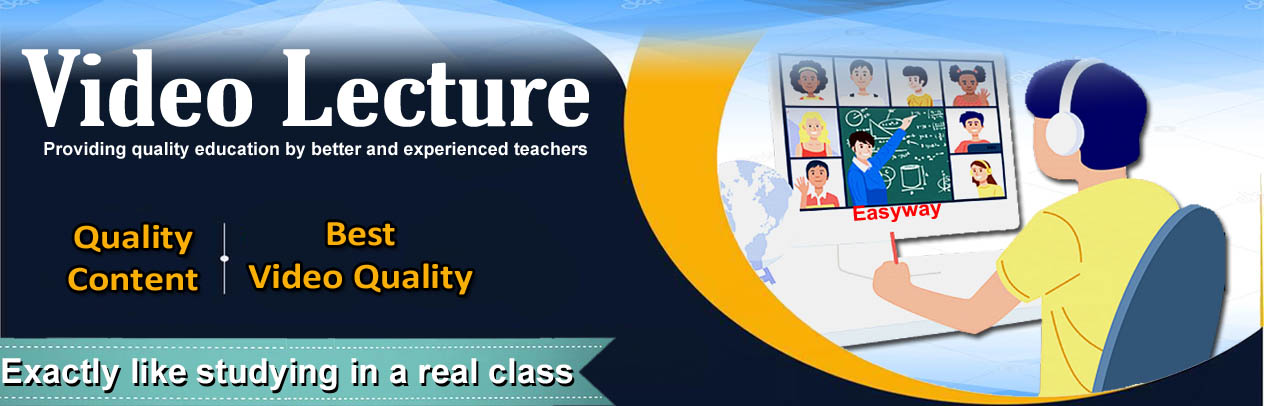 Video Lecture
Providing quality education by better and experienced teachers
Quality
Content
Best
Video Quality
Exactly like studying in a real class
Easyway